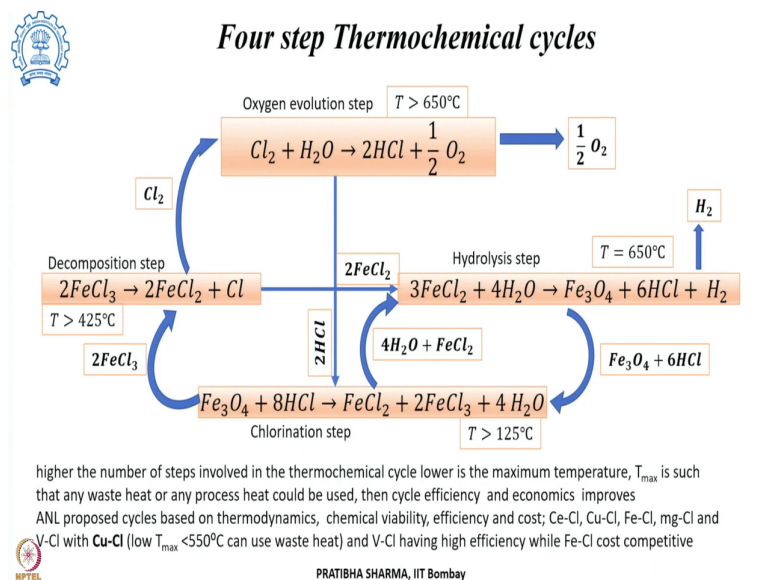 Four step Thermochemical cycles
Oxygen evolution step
T > 650℃
Cl₂ + H₂O → 2HCl + 1/2 O₂
1/2 O₂
Cl₂
H₂
Decomposition step
2FeCl₃ → 2FeCl₂ + Cl
T > 425℃
2FeCl₂
Hydrolysis step
T = 650℃
3FeCl₂ + 4H₂O → Fe₃O₄ + 6HCl + H₂
2FeCl₃
2HCl
4H₂O + FeCl₂
Fe₃O₄ + 6HCl
Fe₃O₄ + 8HCl → FeCl₂ + 2FeCl₃ + 4 H₂O
Chlorination step
T > 125℃
higher the number of steps involved in the thermochemical cycle lower is the maximum temperature, Tmax is such
that any waste heat or any process heat could be used, then cycle efficiency and economics improves
ANL proposed cycles based on thermodynamics, chemical viability, efficiency and cost; Ce-Cl, Cu-Cl, Fe-Cl, mg-Cl and
V-Cl with Cu-Cl (low Tmax <550⁰C can use waste heat) and V-Cl having high efficiency while Fe-Cl cost competitive
NPTEL
PRATIBHA SHARMA, IIT Bombay